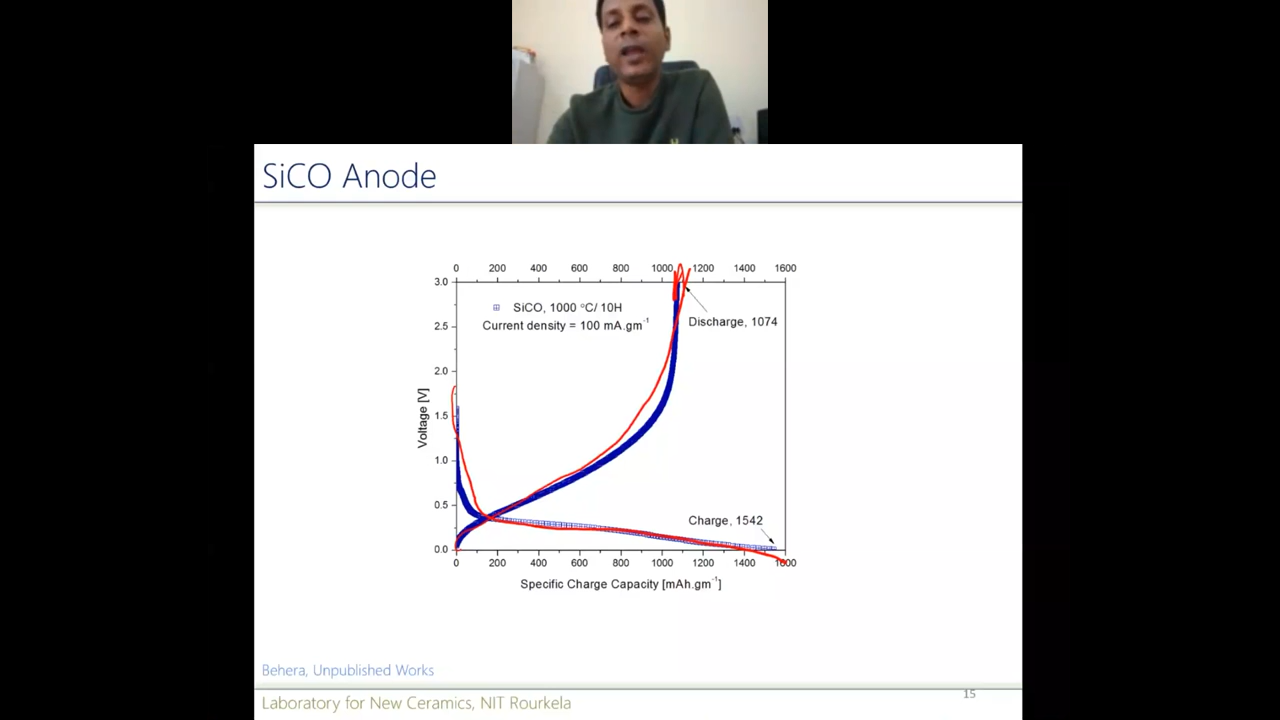 SiCO Anode
0 200 400 600 800 1000 1200 1400 1600
3.0
SiCO, 1000 °C/ 10H
Current density = 100 mA.gm⁻¹
Discharge, 1074
2.5
2.0
Voltage [V]
1.5
1.0
0.5
Charge, 1542
0.0
0 200 400 600 800 1000 1200 1400 1600
Specific Charge Capacity [mAh.gm⁻¹]
Behera, Unpublished Works
15
Laboratory for New Ceramics, NIT Rourkela